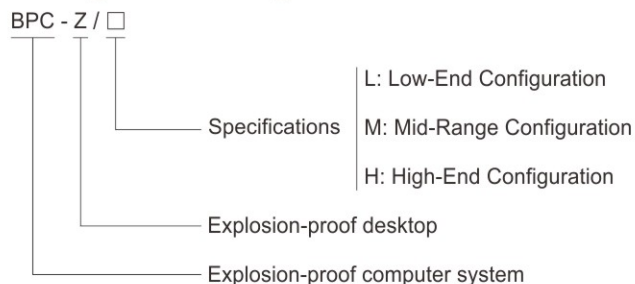 BPC - Z / □
L: Low-End Configuration
Specifications M: Mid-Range Configuration
H: High-End Configuration
Explosion-proof desktop
Explosion-proof computer system